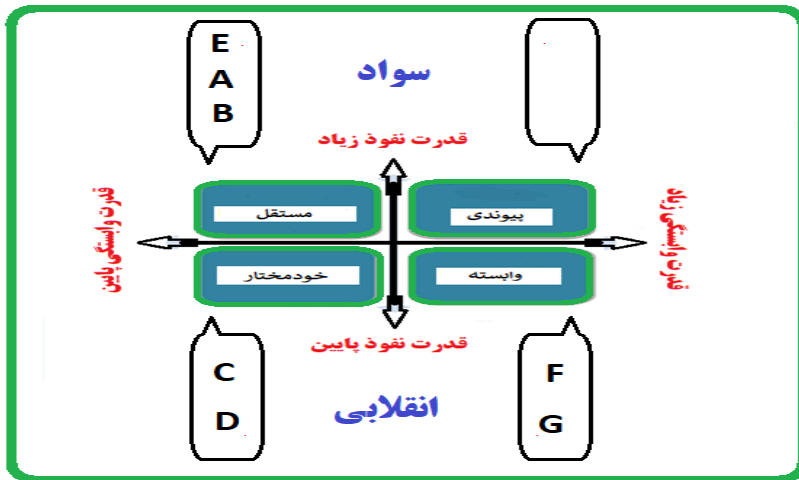 E
A
B
سواد
قدرت نفوذ زیاد
قدرت وابستگی زیاد
پیوندی
مستقل
قدرت وابستگی پایین
وابسته
خودمختار
قدرت نفوذ پایین
انقلابی
F
G
C
D